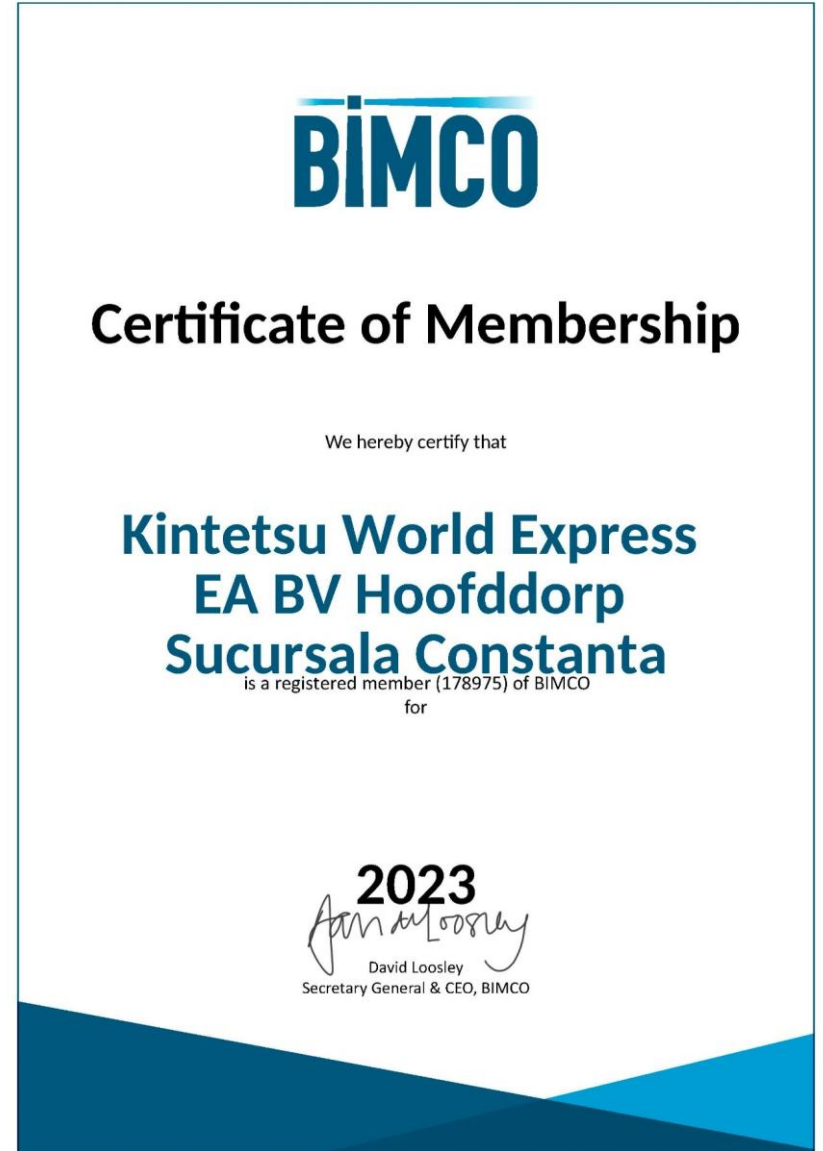 BIMCO
Certificate of Membership
We hereby certify that
Kintetsu World Express
EA BV Hoofddorp
Sucursala Constanta
is a registered member (178975) of BIMCO
for
2023
David Loosley
Secretary General & CEO, BIMCO